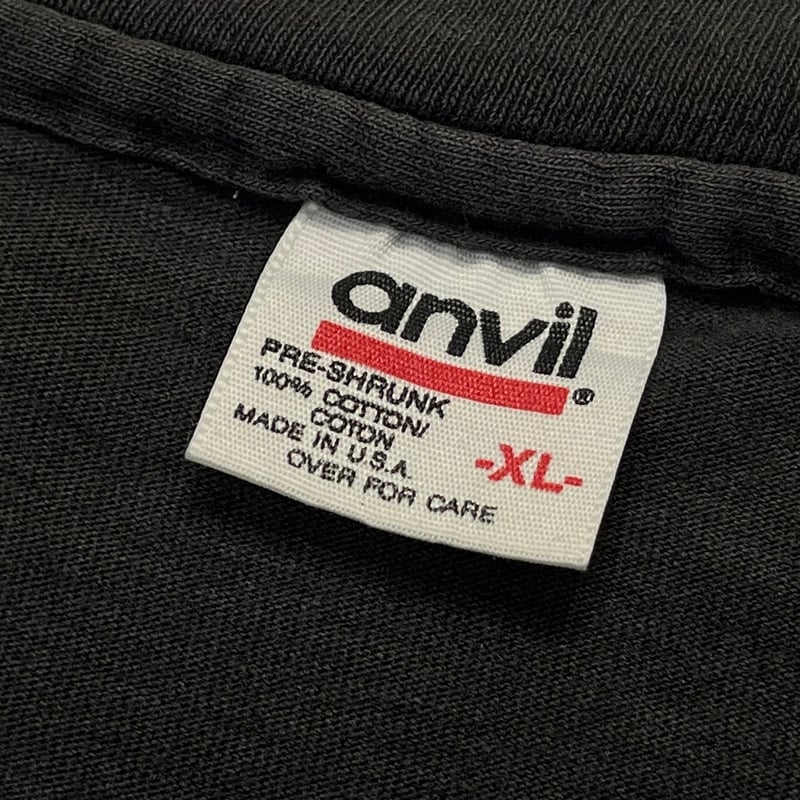 anvil®
PRE-SHRUNK
100% COTTON/
COTON
MADE IN U.S.A.
OVER FOR CARE
-XL-